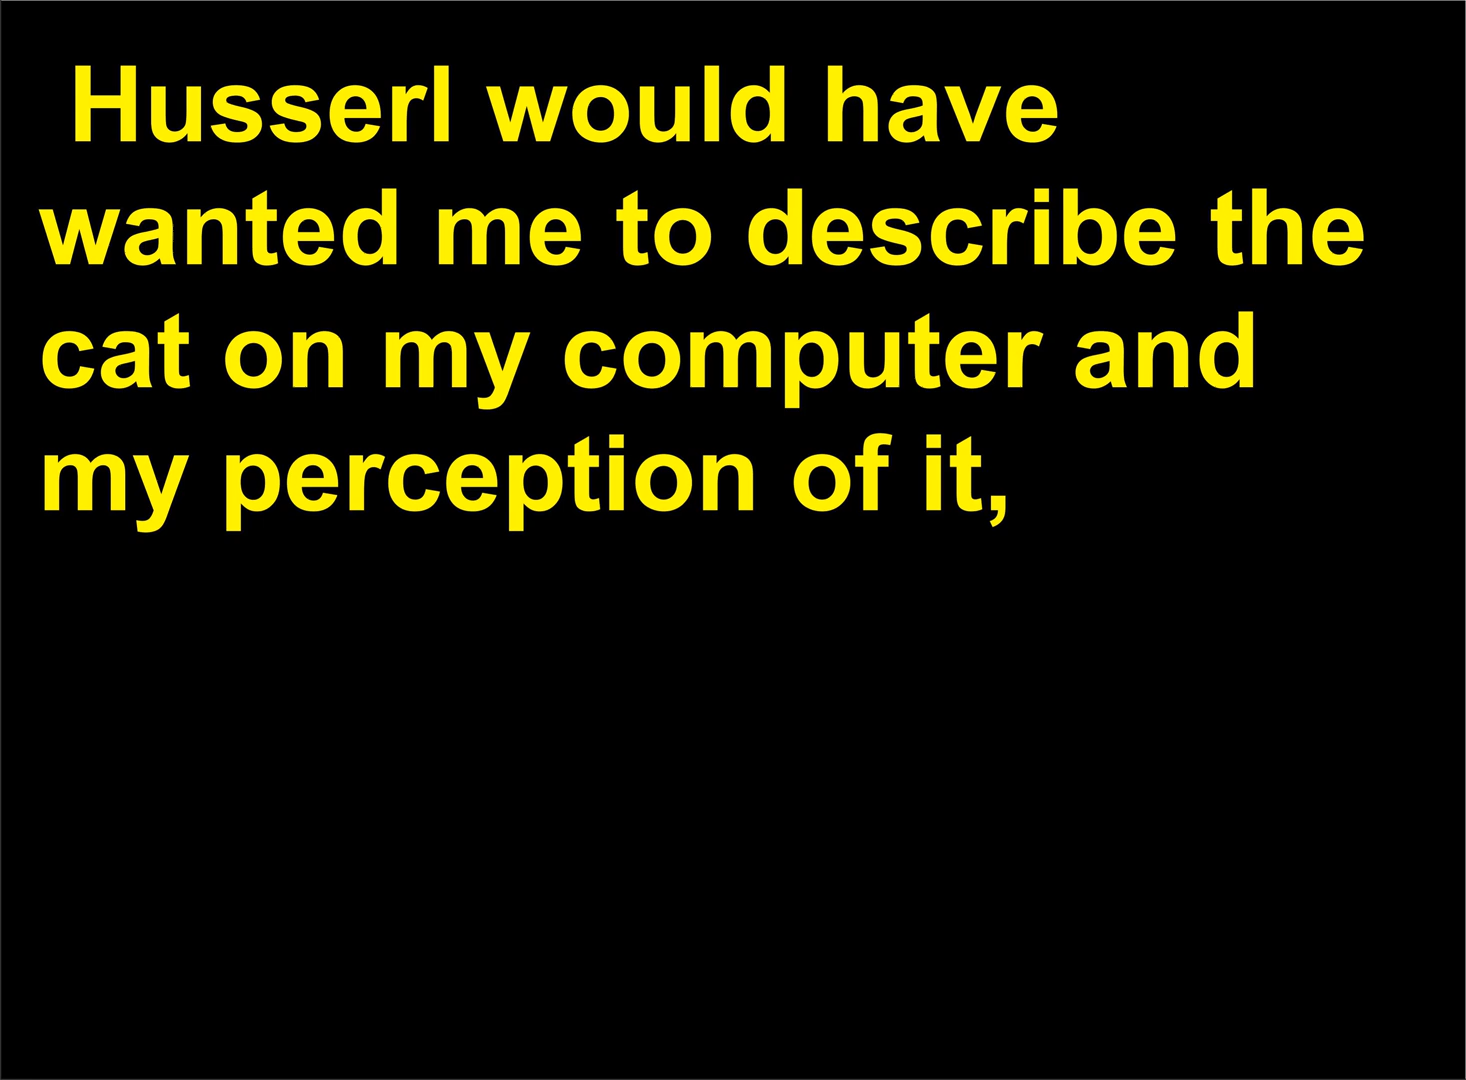 Husserl would have
wanted me to describe the
cat on my computer and
my perception of it,